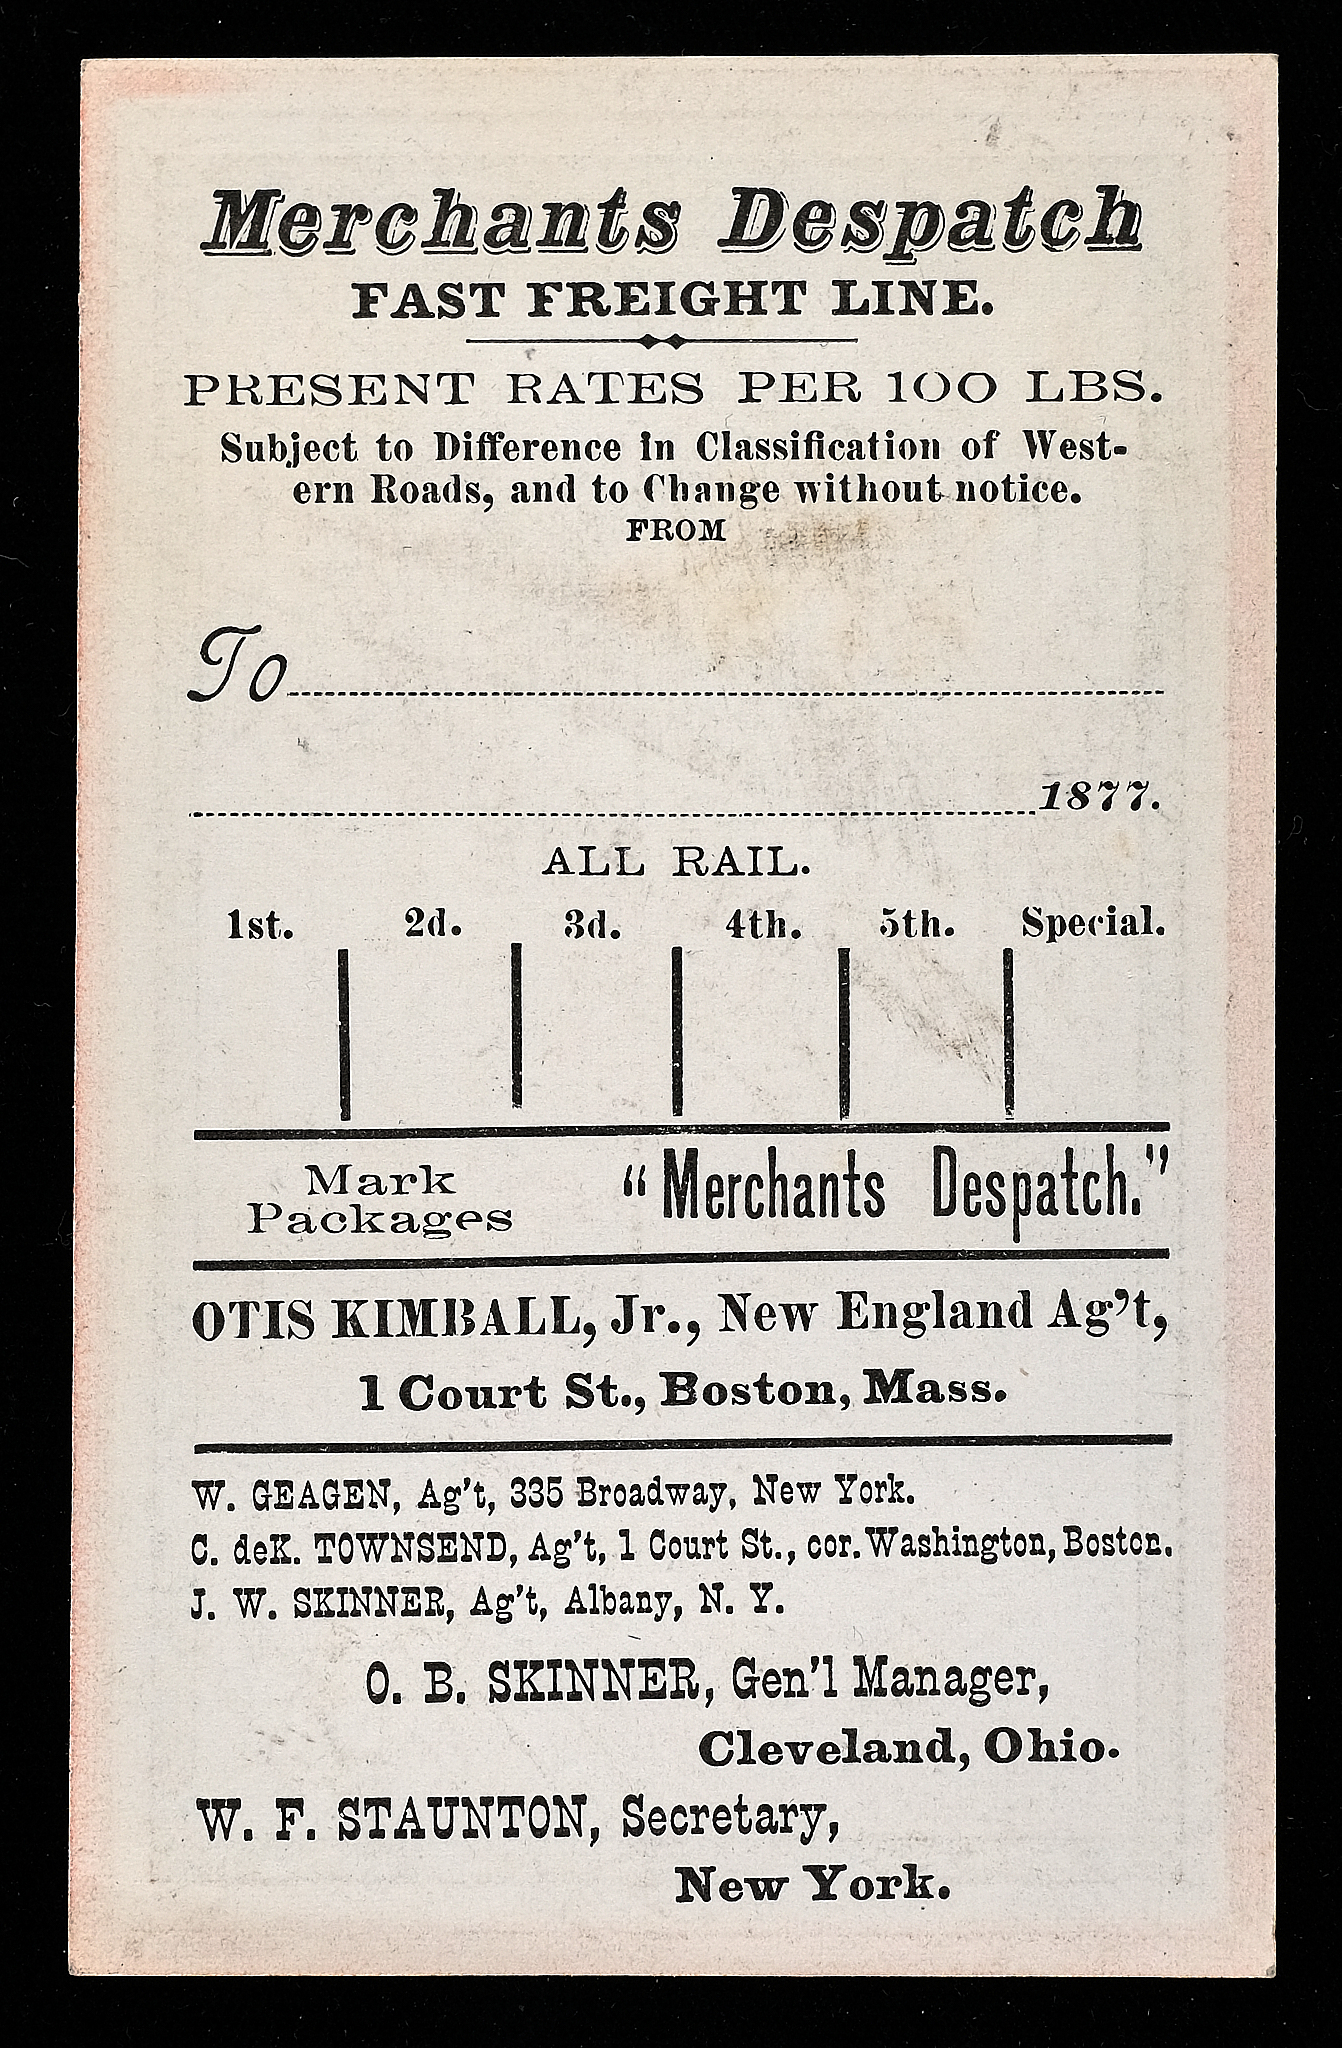 Merchants Despatch
FAST FREIGHT LINE.
PRESENT RATES PER 100 LBS.
Subject to Difference in Classification of West-
ern Roads, and to Change without notice.
FROM
To
1877.
ALL RAIL.
1st. 2d. 3d. 4th. 5th. Special.
Mark
Packages
"Merchants Despatch."
OTIS KIMBALL, Jr., New England Ag't,
1 Court St., Boston, Mass.
W. GEAGEN, Ag't, 335 Broadway, New York.
C. deK. TOWNSEND, Ag't, 1 Court St., cor. Washington, Boston.
J. W. SKINNER, Ag't, Albany, N. Y.
O. B. SKINNER, Gen'l Manager,
Cleveland, Ohio.
W. F. STAUNTON, Secretary,
New York.